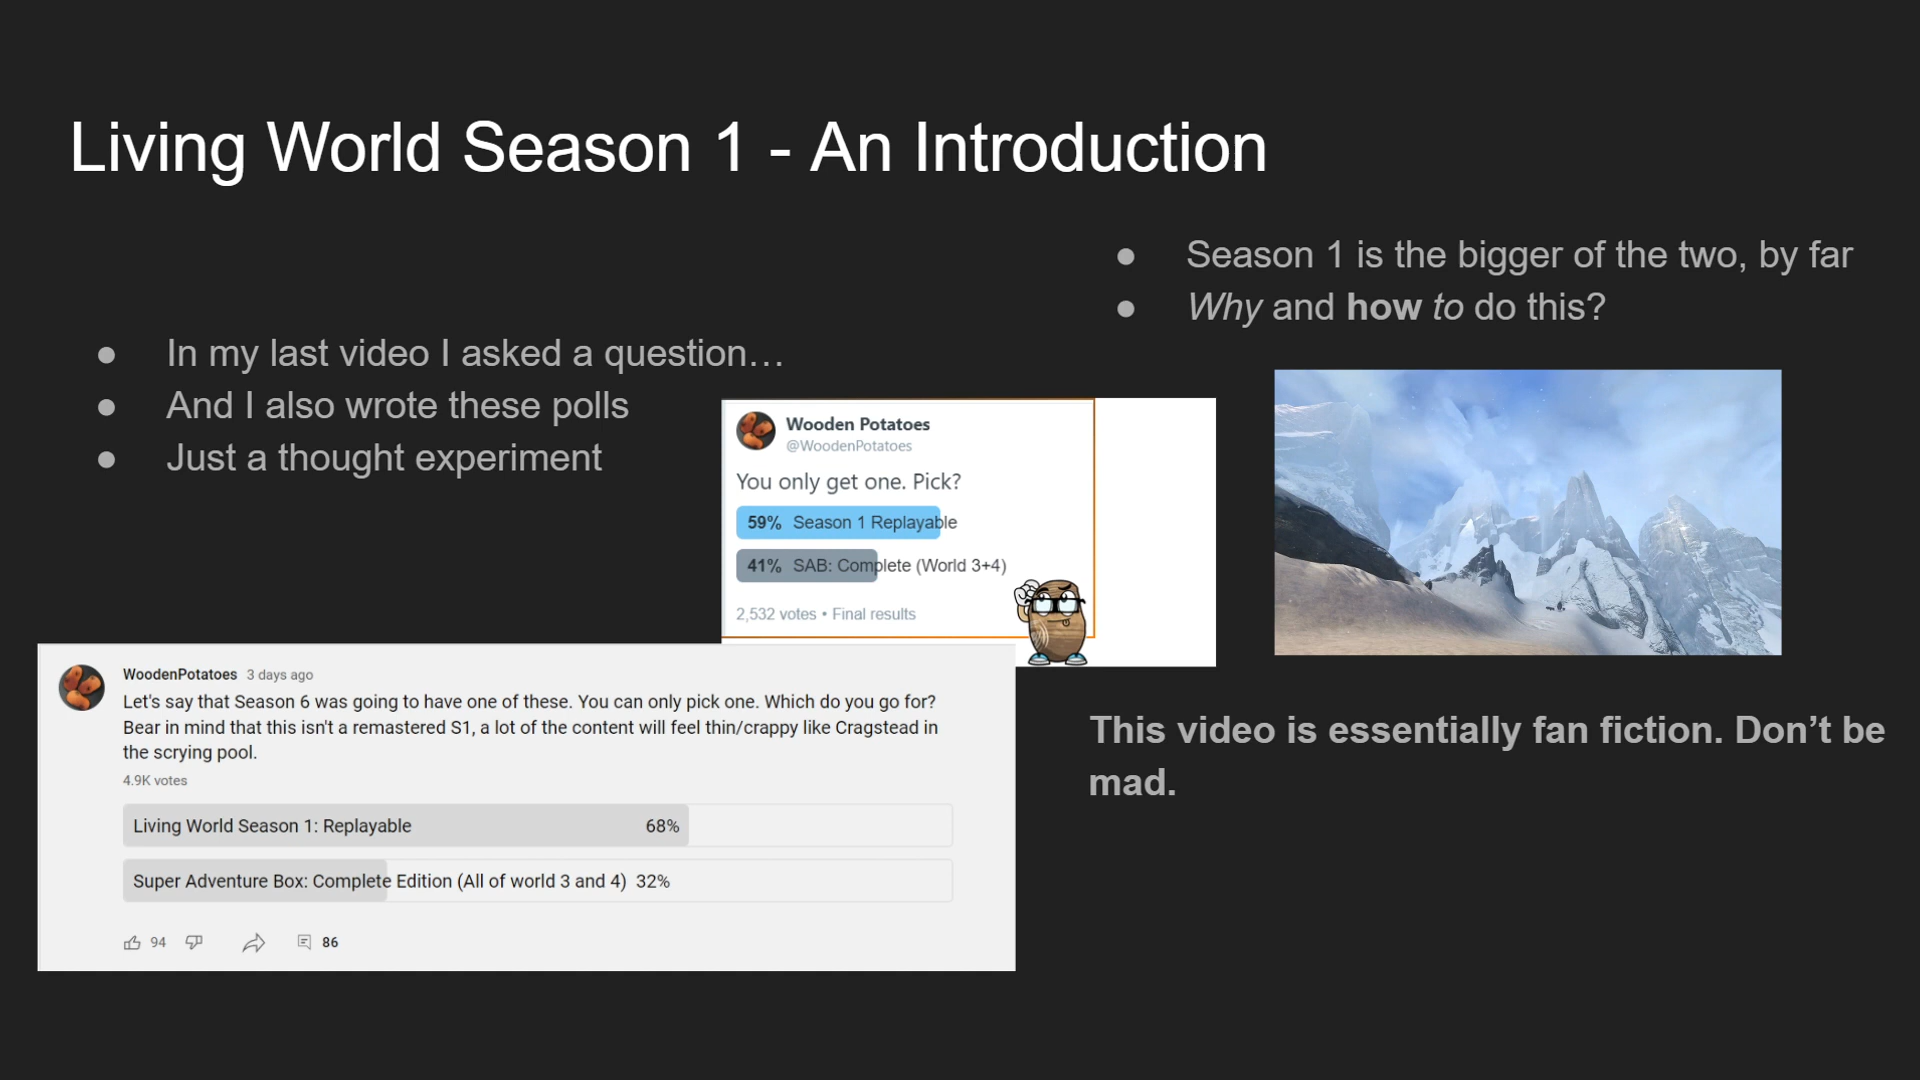 Living World Season 1 - An Introduction
● In my last video I asked a question…
● And I also wrote these polls
● Just a thought experiment
● Season 1 is the bigger of the two, by far
● Why and how to do this?
Wooden Potatoes
@WoodenPotatoes
You only get one. Pick?
59% Season 1 Replayable
41% SAB: Complete (World 3+4)
2,532 votes • Final results
WoodenPotatoes 3 days ago
Let's say that Season 6 was going to have one of these. You can only pick one. Which do you go for?
Bear in mind that this isn't a remastered S1, a lot of the content will feel thin/crappy like Cragstead in
the scrying pool.
4.9K votes
Living World Season 1: Replayable 68%
Super Adventure Box: Complete Edition (All of world 3 and 4) 32%
94 86
This video is essentially fan fiction. Don’t be
mad.